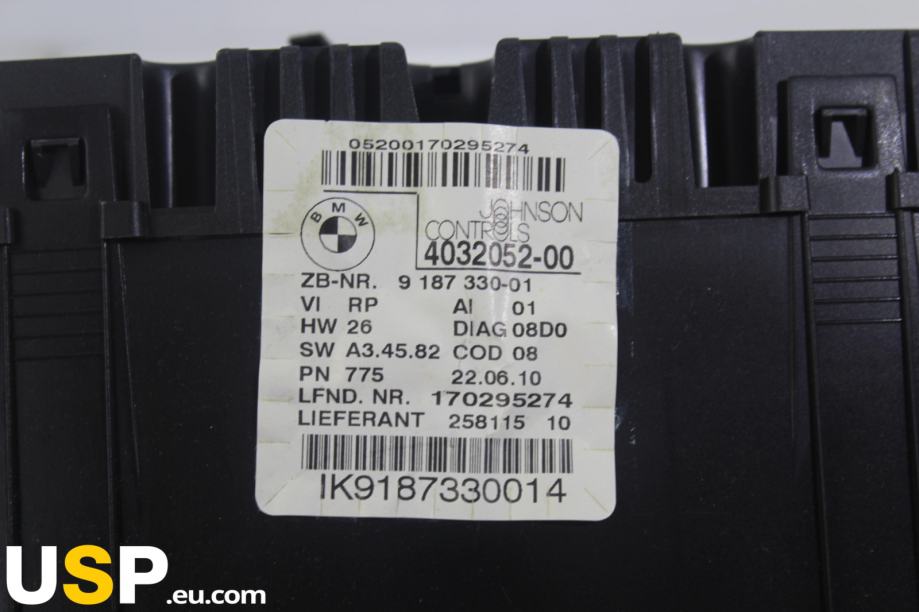 05200170295274
BMW
JOHNSON
CONTROLS
4032052-00
ZB-NR. 9 187 330-01
VI RP AI 01
HW 26 DIAG 08D0
SW A3.45.82 COD 08
PN 775 22.06.10
LFND. NR. 170295274
LIEFERANT 258115 10
IK9187330014
USP.eu.com